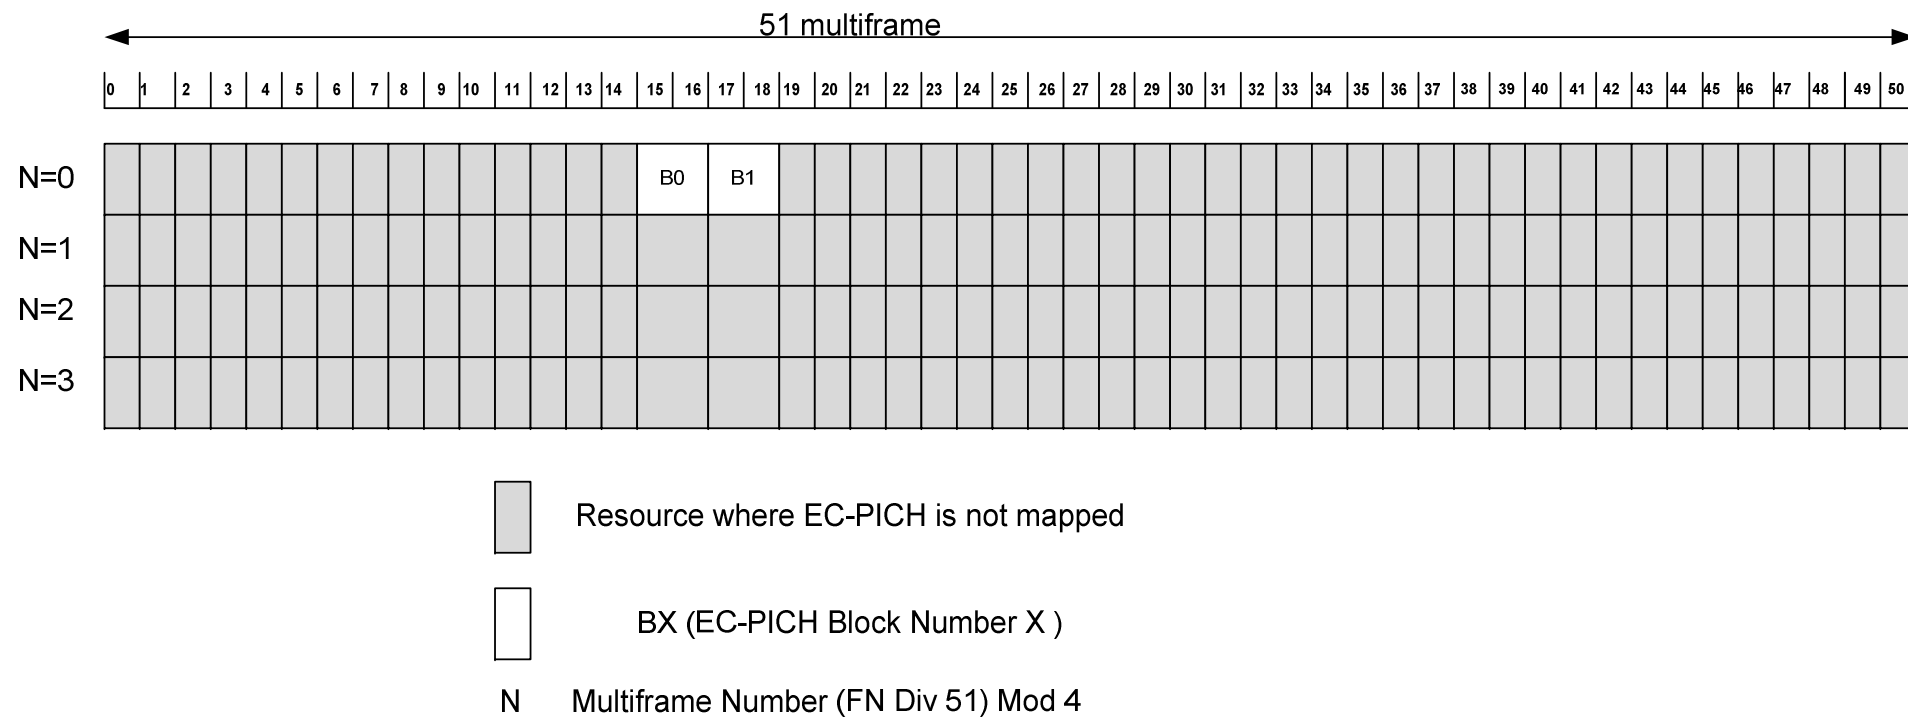 51 multiframe
0 1 2 3 4 5 6 7 8 9 10 11 12 13 14 15 16 17 18 19 20 21 22 23 24 25 26 27 28 29 30 31 32 33 34 35 36 37 38 39 40 41 42 43 44 45 46 47 48 49 50
N=0 B0 B1
N=1
N=2
N=3
Resource where EC-PICH is not mapped
BX (EC-PICH Block Number X )
N Multiframe Number (FN Div 51) Mod 4